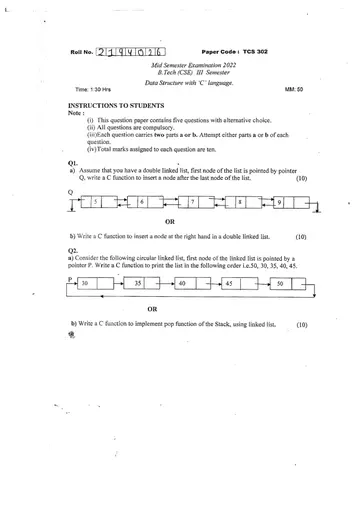 Roll No. 2194026 Paper Code : TCS 302
Mid Semester Examination 2022
B.Tech (CSE) III Semester
Data Structure with 'C' language.
Time: 1:30 Hrs MM: 50
INSTRUCTIONS TO STUDENTS
Note :
(i) This question paper contains five questions with alternative choice.
(ii) All questions are compulsory.
(iii)Each question carries two parts a or b. Attempt either parts a or b of each
question.
(iv)Total marks assigned to each question are ten.
Q1.
a) Assume that you have a double linked list, first node of the list is pointed by pointer
Q, write a C function to insert a node after the last node of the list. (10)
Q
5 6 7 8 9
OR
b) Write a C function to insert a node at the right hand in a double linked list. (10)
Q2.
a) Consider the following circular linked list, first node of the linked list is pointed by a
pointer P. Write a C function to print the list in the following order i.e.50, 30, 35, 40, 45.
P
30 35 40 45 50
OR
b) Write a C function to implement pop function of the Stack, using linked list. (10)